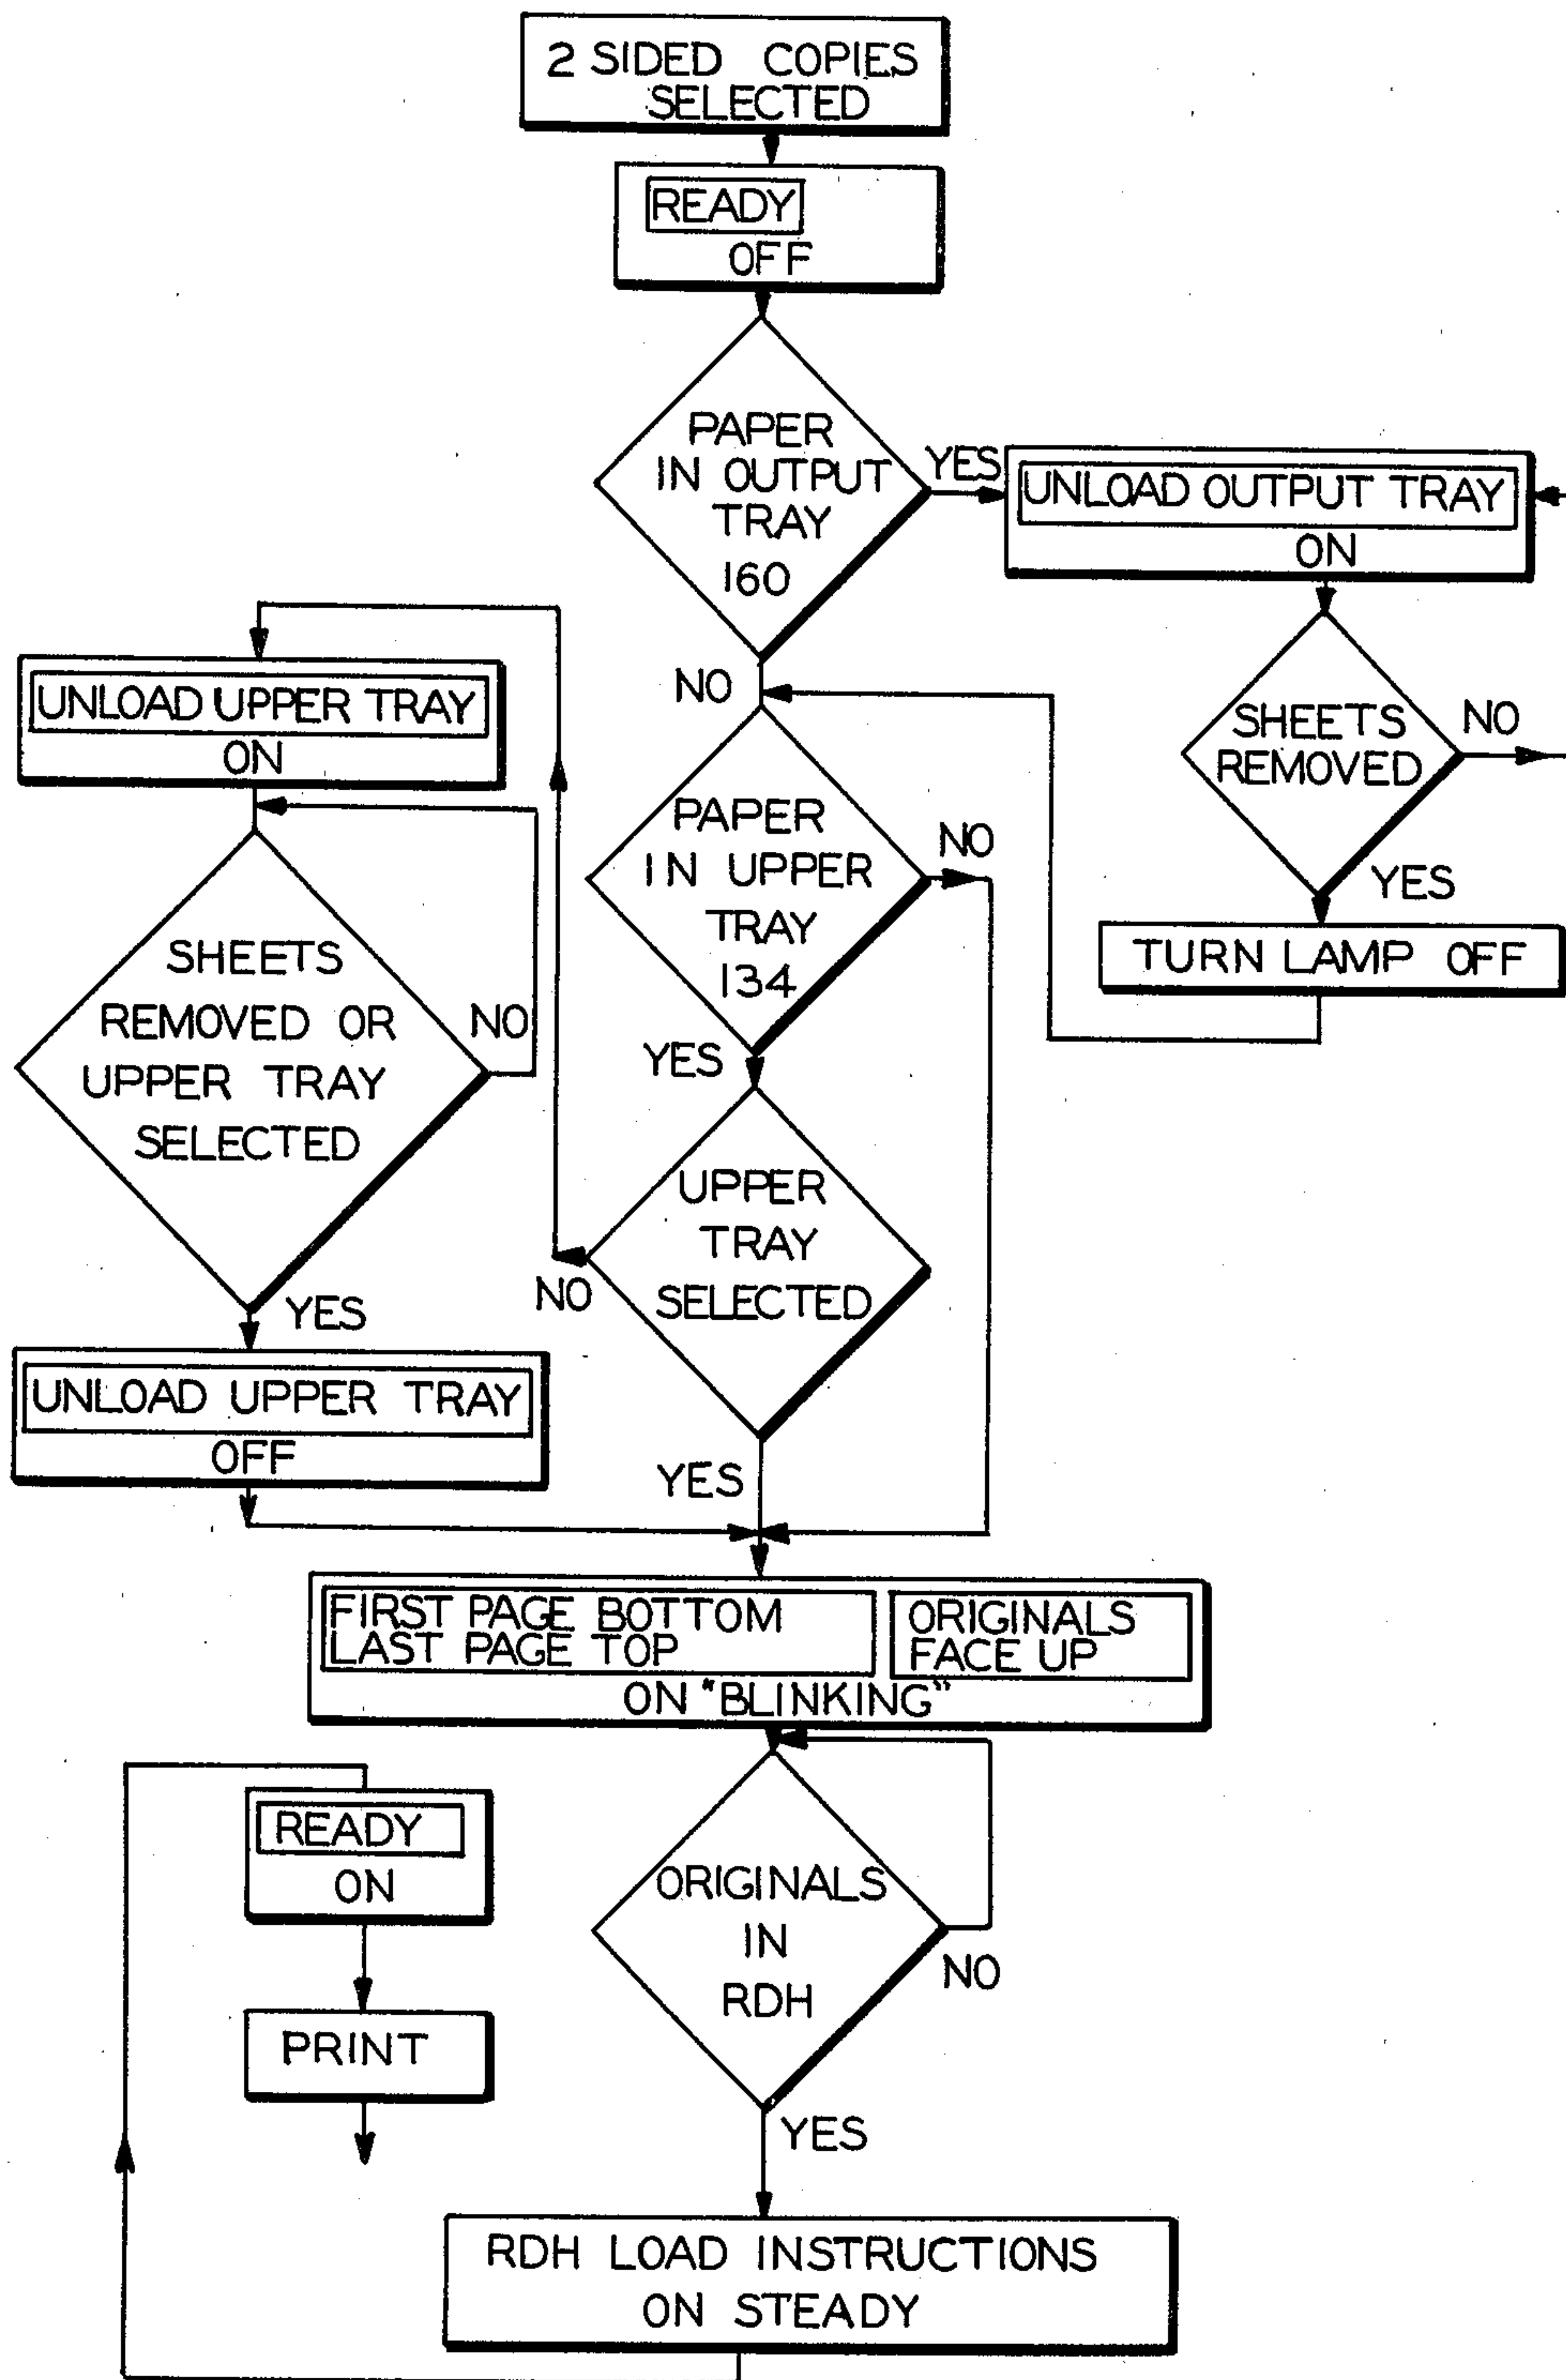 2 SIDED COPIES
SELECTED
READY
OFF
PAPER
IN OUTPUT
TRAY
160
YES
UNLOAD OUTPUT TRAY
ON
SHEETS
REMOVED
NO
YES
TURN LAMP OFF
NO
PAPER
IN UPPER
TRAY
134
NO
YES
UPPER
TRAY
SELECTED
NO
YES
UNLOAD UPPER TRAY
ON
SHEETS
REMOVED OR
UPPER TRAY
SELECTED
NO
YES
UNLOAD UPPER TRAY
OFF
FIRST PAGE BOTTOM
LAST PAGE TOP
ORIGINALS
FACE UP
ON "BLINKING"
ORIGINALS
IN
RDH
NO
YES
RDH LOAD INSTRUCTIONS
ON STEADY
READY
ON
PRINT